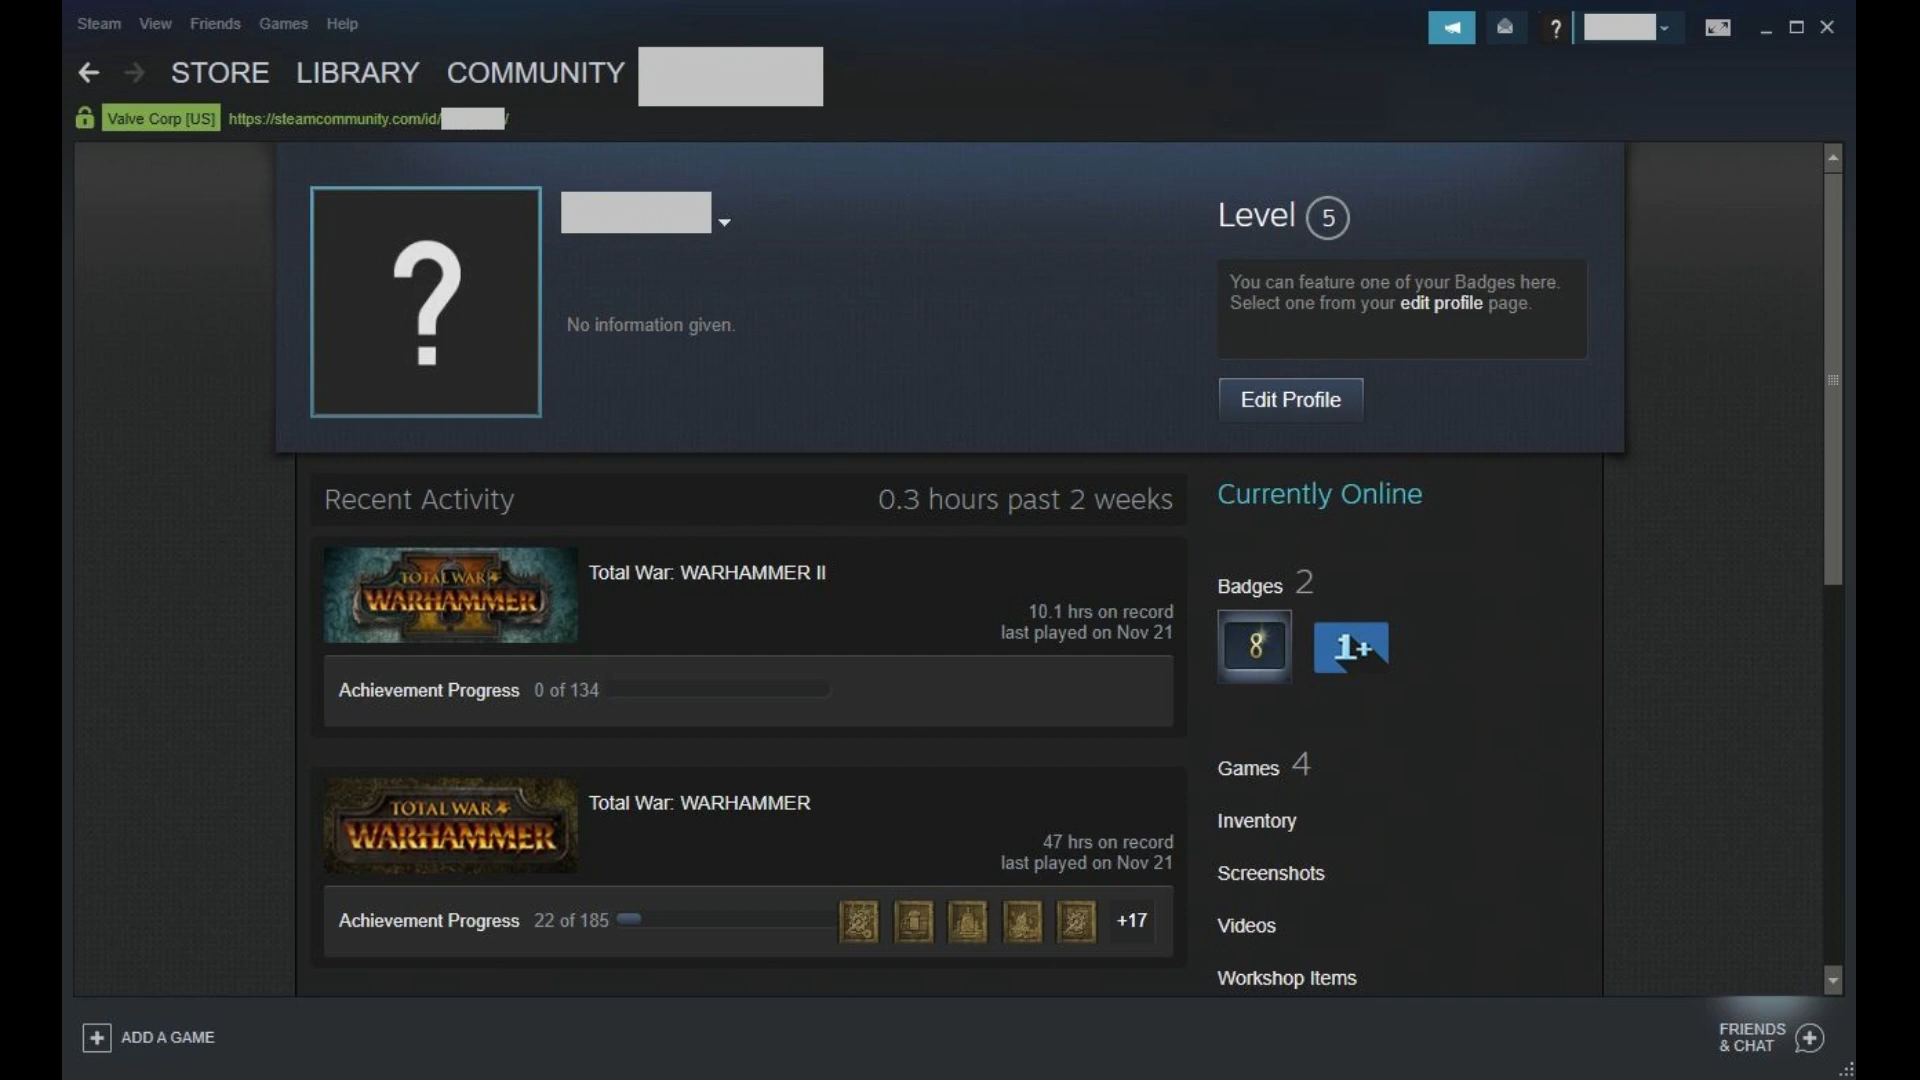 Steam View Friends Games Help
?
STORE LIBRARY COMMUNITY
Valve Corp [US] https://steamcommunity.com/id/ /
?
Level 5
You can feature one of your Badges here.
Select one from your edit profile page.
No information given.
Edit Profile
Recent Activity
0.3 hours past 2 weeks
Currently Online
TOTAL WAR
WARHAMMER
II
Total War: WARHAMMER II
10.1 hrs on record
last played on Nov 21
Achievement Progress 0 of 134
Badges 2
8
1+
TOTAL WAR
WARHAMMER
Total War: WARHAMMER
47 hrs on record
last played on Nov 21
Achievement Progress 22 of 185
+17
Games 4
Inventory
Screenshots
Videos
Workshop Items
ADD A GAME
FRIENDS
& CHAT